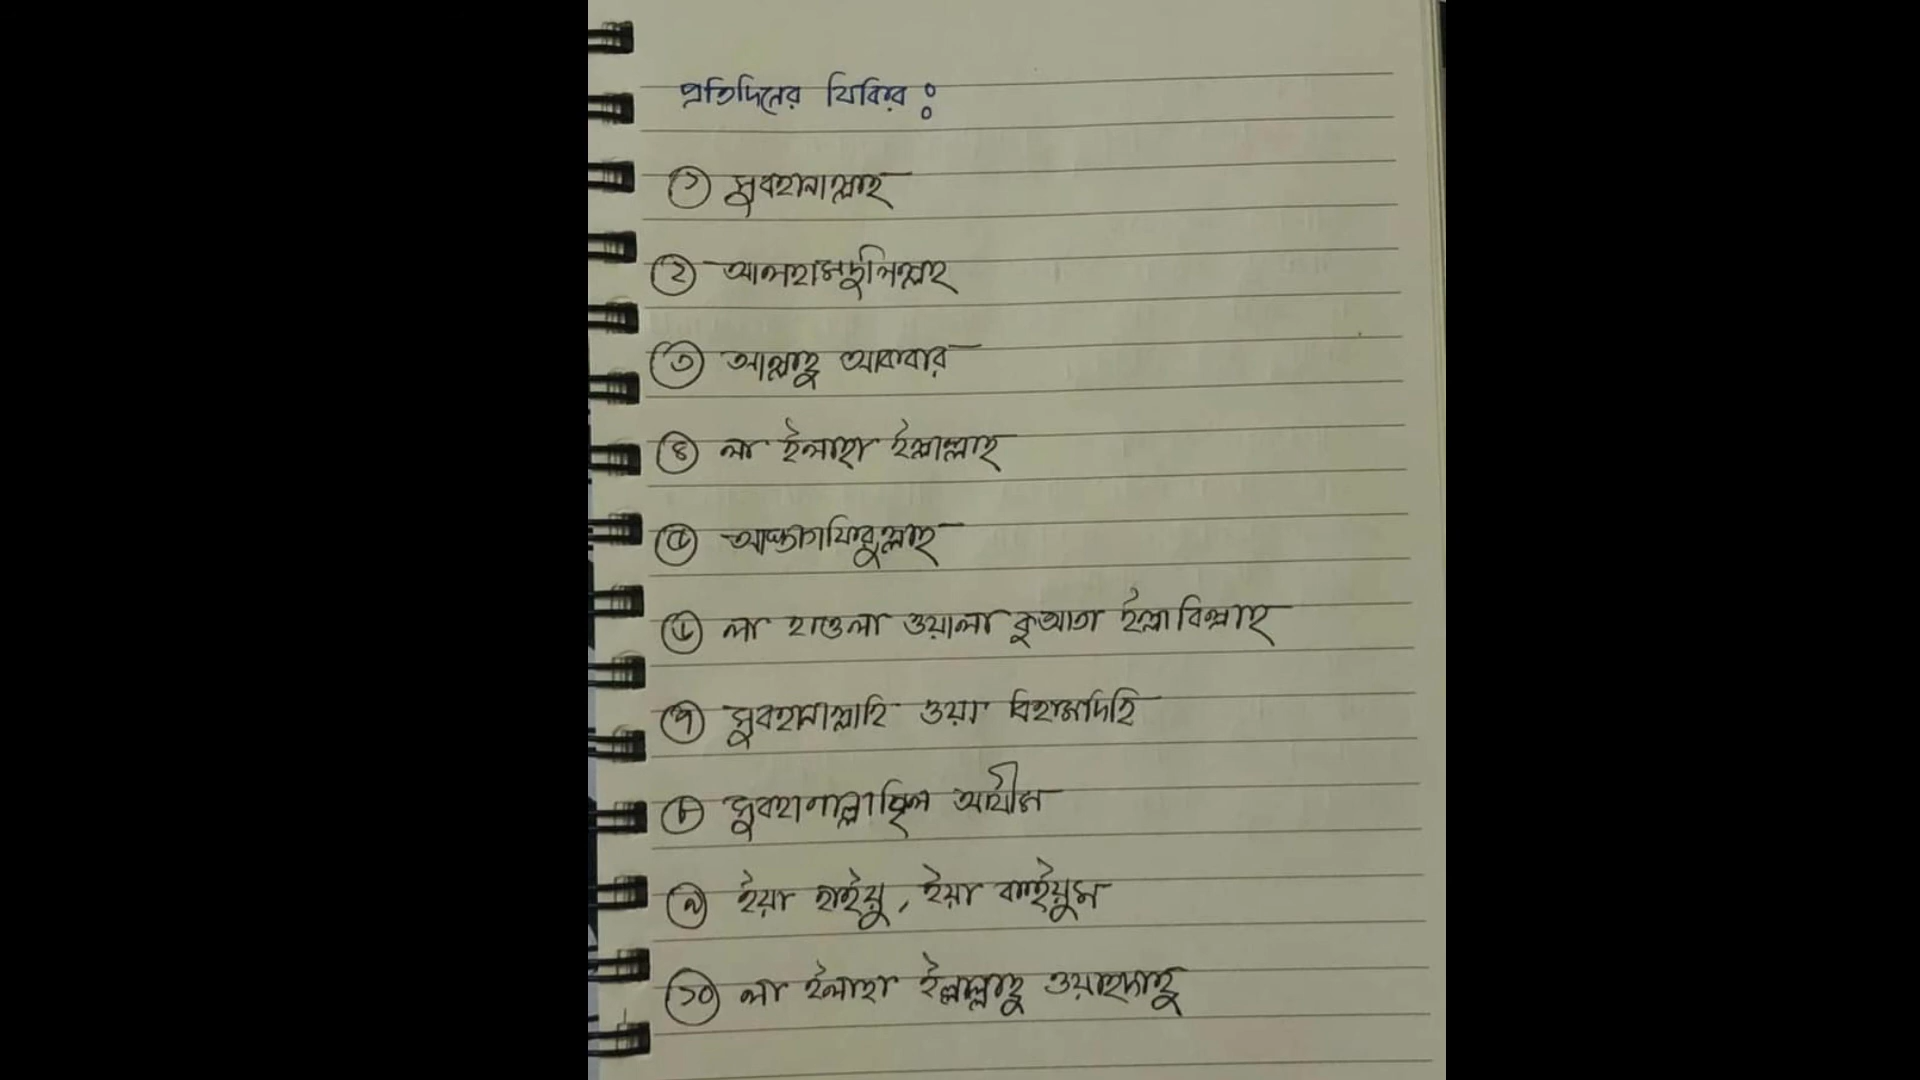 প্রতিদিনের যিকির :
১ সুবহানাল্লাহ
২ আলহামদুলিল্লাহ
৩ আল্লাহু আকবার
৪ লা ইলাহা ইল্লাল্লাহ
৫ আস্তাগফিরুল্লাহ
৬ লা হাওলা ওয়ালা কুআতা ইল্লাবিল্লাহ
৭ সুবহানাল্লাহি ওয়া বিহামদিহি
৮ সুবহানাল্লাহিল আযীম
৯ ইয়া হাইয়ু, ইয়া কাইয়ুম
১০ লা ইলাহা ইল্লাল্লাহু ওয়াহদাহু